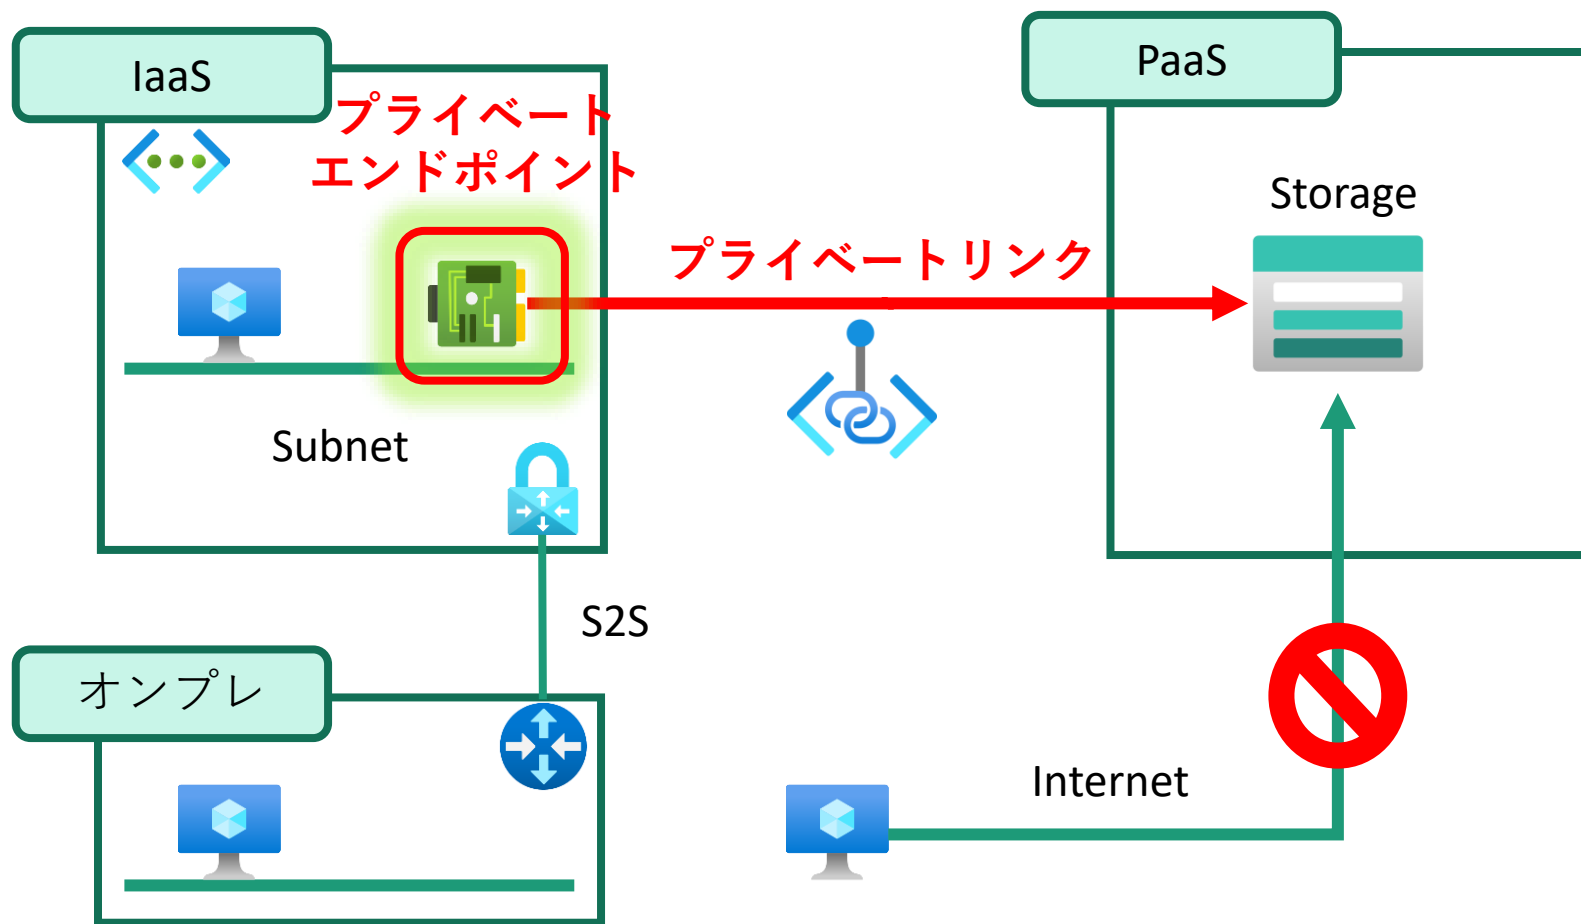 IaaS
PaaS
プライベート
エンドポイント
Storage
プライベートリンク
Subnet
S2S
オンプレ
Internet